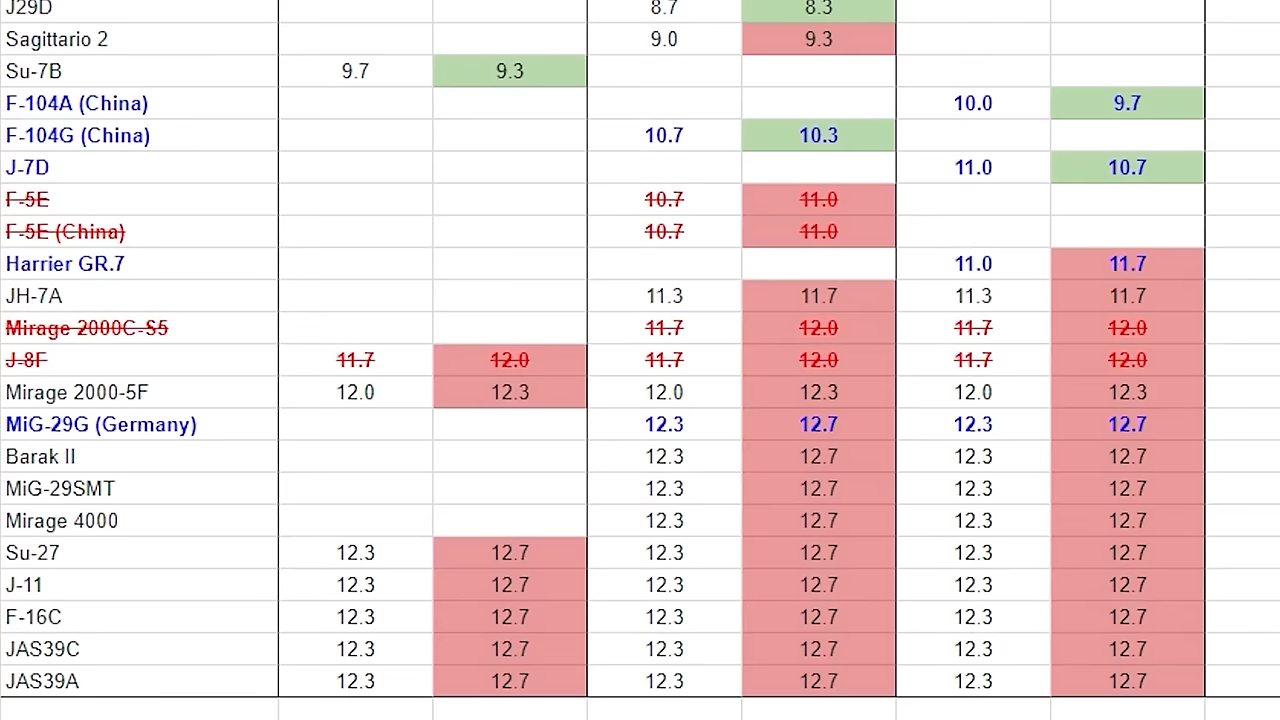 J29D 8.7 8.3
Sagittario 2 9.0 9.3
Su-7B 9.7 9.3
F-104A (China) 10.0 9.7
F-104G (China) 10.7 10.3
J-7D 11.0 10.7
F-5E 10.7 11.0
F-5E (China) 10.7 11.0
Harrier GR.7 11.0 11.7
JH-7A 11.3 11.7 11.3 11.7
Mirage 2000C-S5 11.7 12.0 11.7 12.0
J-8F 11.7 12.0 11.7 12.0 11.7 12.0
Mirage 2000-5F 12.0 12.3 12.0 12.3 12.0 12.3
MiG-29G (Germany) 12.3 12.7 12.3 12.7
Barak II 12.3 12.7 12.3 12.7
MiG-29SMT 12.3 12.7 12.3 12.7
Mirage 4000 12.3 12.7 12.3 12.7
Su-27 12.3 12.7 12.3 12.7 12.3 12.7
J-11 12.3 12.7 12.3 12.7 12.3 12.7
F-16C 12.3 12.7 12.3 12.7 12.3 12.7
JAS39C 12.3 12.7 12.3 12.7 12.3 12.7
JAS39A 12.3 12.7 12.3 12.7 12.3 12.7